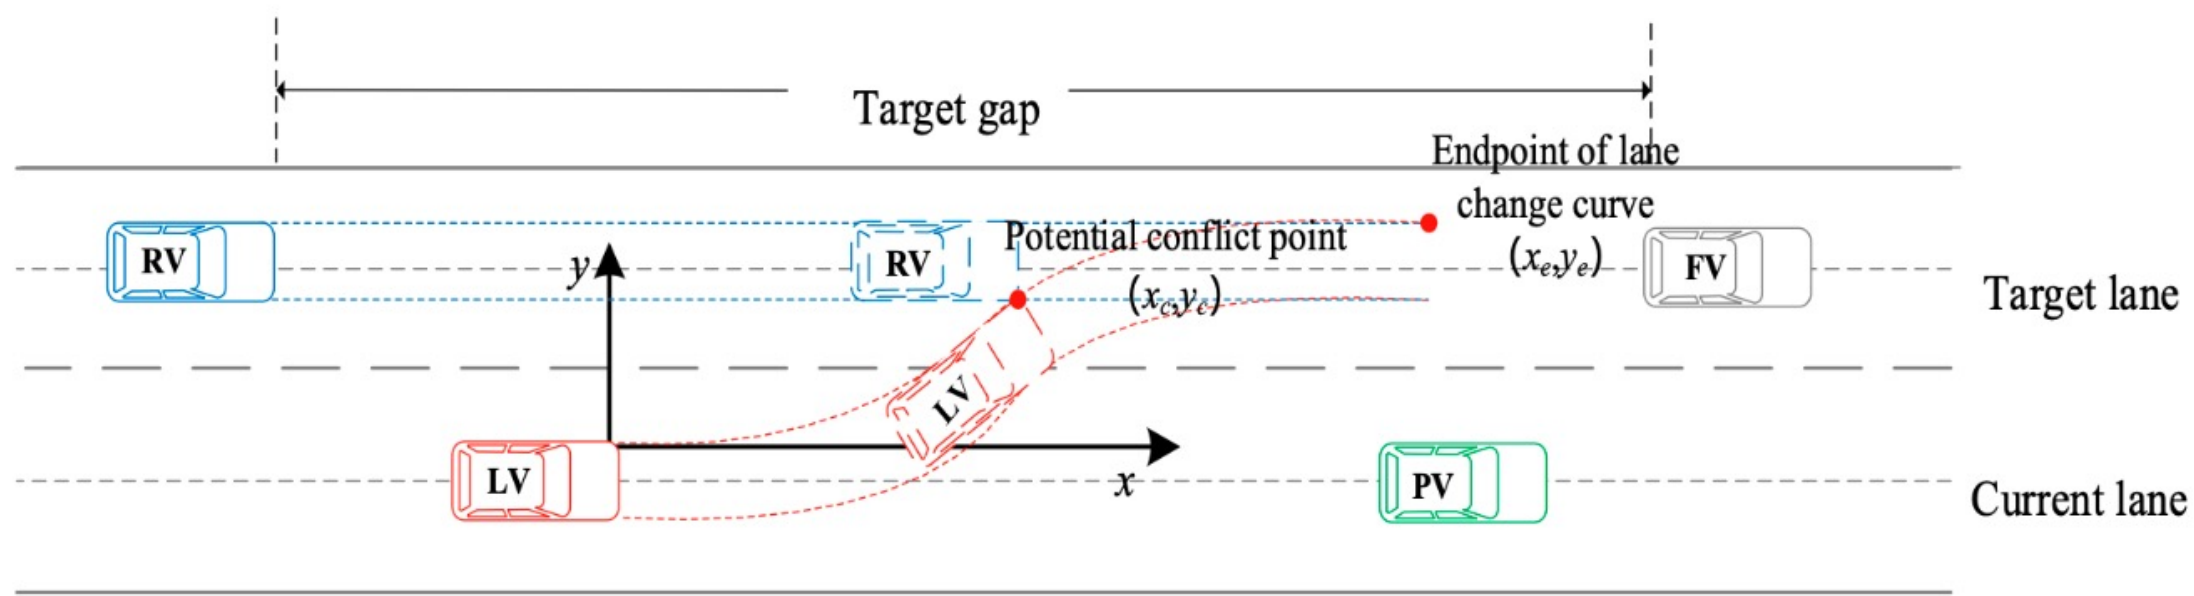 Target gap
Endpoint of lane
change curve
(xe,ye)
RV
y
RV
Potential conflict point
(xc,yc)
FV
Target lane
LV
LV
x
PV
Current lane